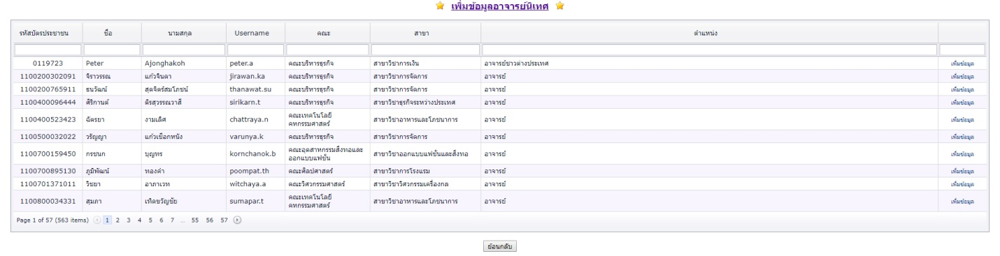 เพิ่มข้อมูลอาจารย์นิเทศ
รหัสบัตรประชาชน ชื่อ นามสกุล Username คณะ สาขา ตำแหน่ง
0119723 Peter Ajonghakoh peter.a คณะบริหารธุรกิจ สาขาวิชาการเงิน อาจารย์ชาวต่างประเทศ เพิ่มข้อมูล
1100200302091 จิราวรรณ แก้วจินดา jirawan.ka คณะบริหารธุรกิจ สาขาวิชาการจัดการ อาจารย์ เพิ่มข้อมูล
1100200765911 ธนวัฒน์ สุดจิตร์สมโภชน์ thanawat.su คณะบริหารธุรกิจ สาขาวิชาการจัดการ อาจารย์ เพิ่มข้อมูล
1100400096444 ศิริกานต์ ติรสุวรรณวาสี sirikarn.t คณะบริหารธุรกิจ สาขาวิชาธุรกิจระหว่างประเทศ อาจารย์ เพิ่มข้อมูล
1100400523423 ฉัตรยา งามเลิศ chattraya.n คณะเทคโนโลยี
คหกรรมศาสตร์ สาขาวิชาอาหารและโภชนาการ อาจารย์ เพิ่มข้อมูล
1100500032022 วรัญญา แก้วเชือกหนัง varunya.k คณะบริหารธุรกิจ สาขาวิชาการจัดการ อาจารย์ เพิ่มข้อมูล
1100700159450 กรชนก บุญทร kornchanok.b คณะอุตสาหกรรมสิ่งทอและ
ออกแบบแฟชั่น สาขาวิชาออกแบบแฟชั่นและสิ่งทอ อาจารย์ เพิ่มข้อมูล
1100700895130 ภูมิพัฒน์ ทองคำ poompat.th คณะศิลปศาสตร์ สาขาวิชาการโรงแรม อาจารย์ เพิ่มข้อมูล
1100701371011 วิชยา อาภาเวท witchaya.a คณะวิศวกรรมศาสตร์ สาขาวิชาวิศวกรรมเครื่องกล อาจารย์ เพิ่มข้อมูล
1100800034331 สุมภา เทิดขวัญชัย sumapar.t คณะเทคโนโลยี
คหกรรมศาสตร์ สาขาวิชาอาหารและโภชนาการ อาจารย์ เพิ่มข้อมูล
Page 1 of 57 (563 items) 1 2 3 4 5 6 7 … 55 56 57
ย้อนกลับ